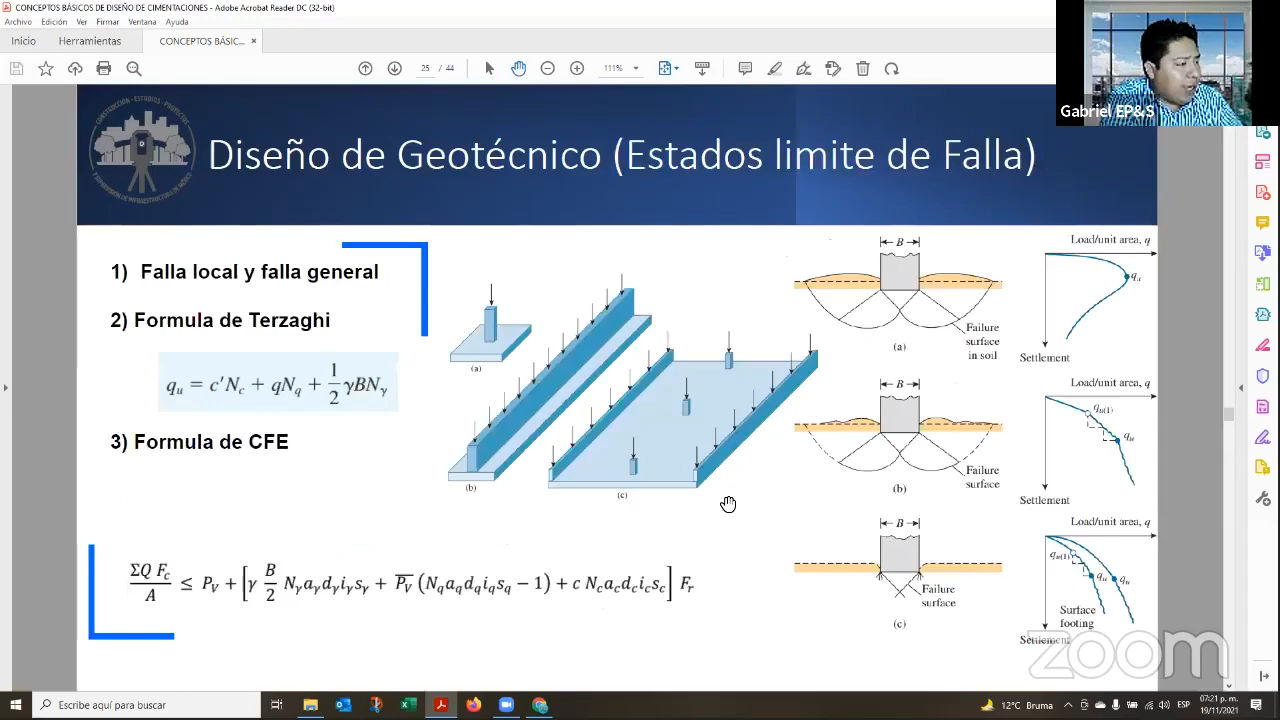 CONCEPTOS BÁSICOS DE DISEÑO DE CIMENTACIONES - Adobe Acrobat Reader DC (32-bit)
Archivo Edición Ver Firmar Ventana Ayuda
Inicio Herramientas CONCEPTOS BÁSIC... ×
25 / 44 111%
Gabriel EP&S
CONSTRUCCIÓN - ESTUDIOS - PROYECTOS
Diseño de Geotécnico (Estados limite de Falla)
1) Falla local y falla general
2) Formula de Terzaghi
q_u = c'N_c + qN_q + 1/2 γBN_γ
3) Formula de CFE
ΣQ F_c / A ≤ P_V + [γ B/2 N_γ a_γ d_γ i_γ s_γ + P̅_V (N_q a_q d_q i_q s_q − 1) + c N_c a_c d_c i_c s_c] F_r
(a)
(b)
(c)
B
Failure
surface
in soil
(a)
Load/unit area, q
q_u
Settlement
B
Failure
surface
(b)
Load/unit area, q
q_u(1)
q_u
Settlement
B
Failure
surface
(c)
Load/unit area, q
q_u(1)
q_u
q_u
Surface
footing
Settlement
zoom
Escribe aquí para buscar
12°C Bruma
ESP
07:21 p. m.
19/11/2021